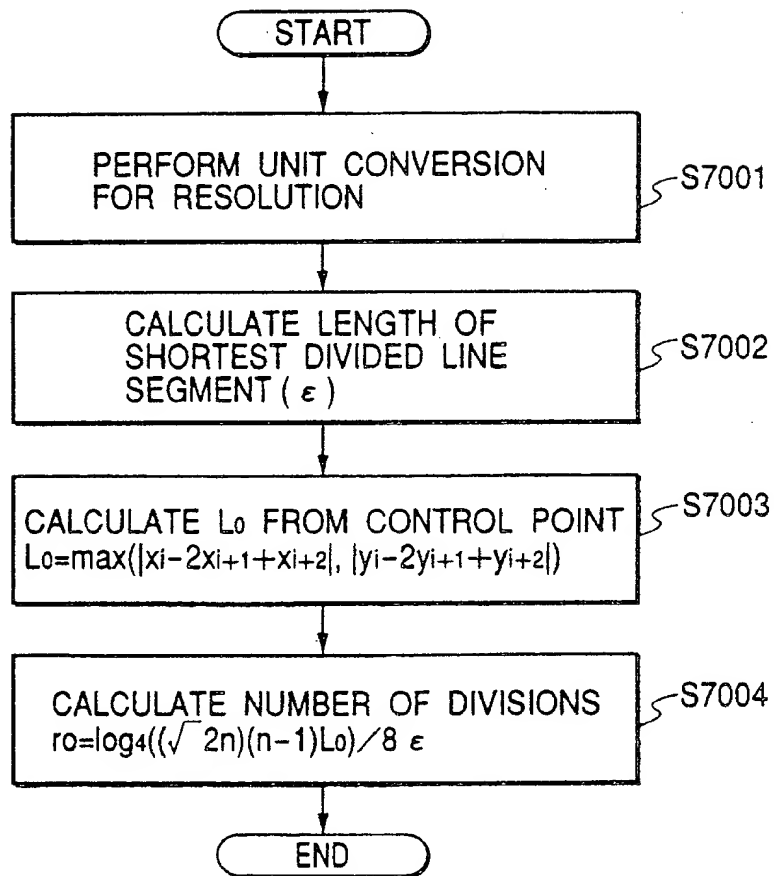 START
PERFORM UNIT CONVERSION
FOR RESOLUTION
S7001
CALCULATE LENGTH OF
SHORTEST DIVIDED LINE
SEGMENT ( ε )
S7002
CALCULATE L0 FROM CONTROL POINT
L0=max(|xi-2xi+1+xi+2|, |yi-2yi+1+yi+2|)
S7003
CALCULATE NUMBER OF DIVISIONS
ro=log4((√ 2n)(n-1)L0)/8 ε
S7004
END